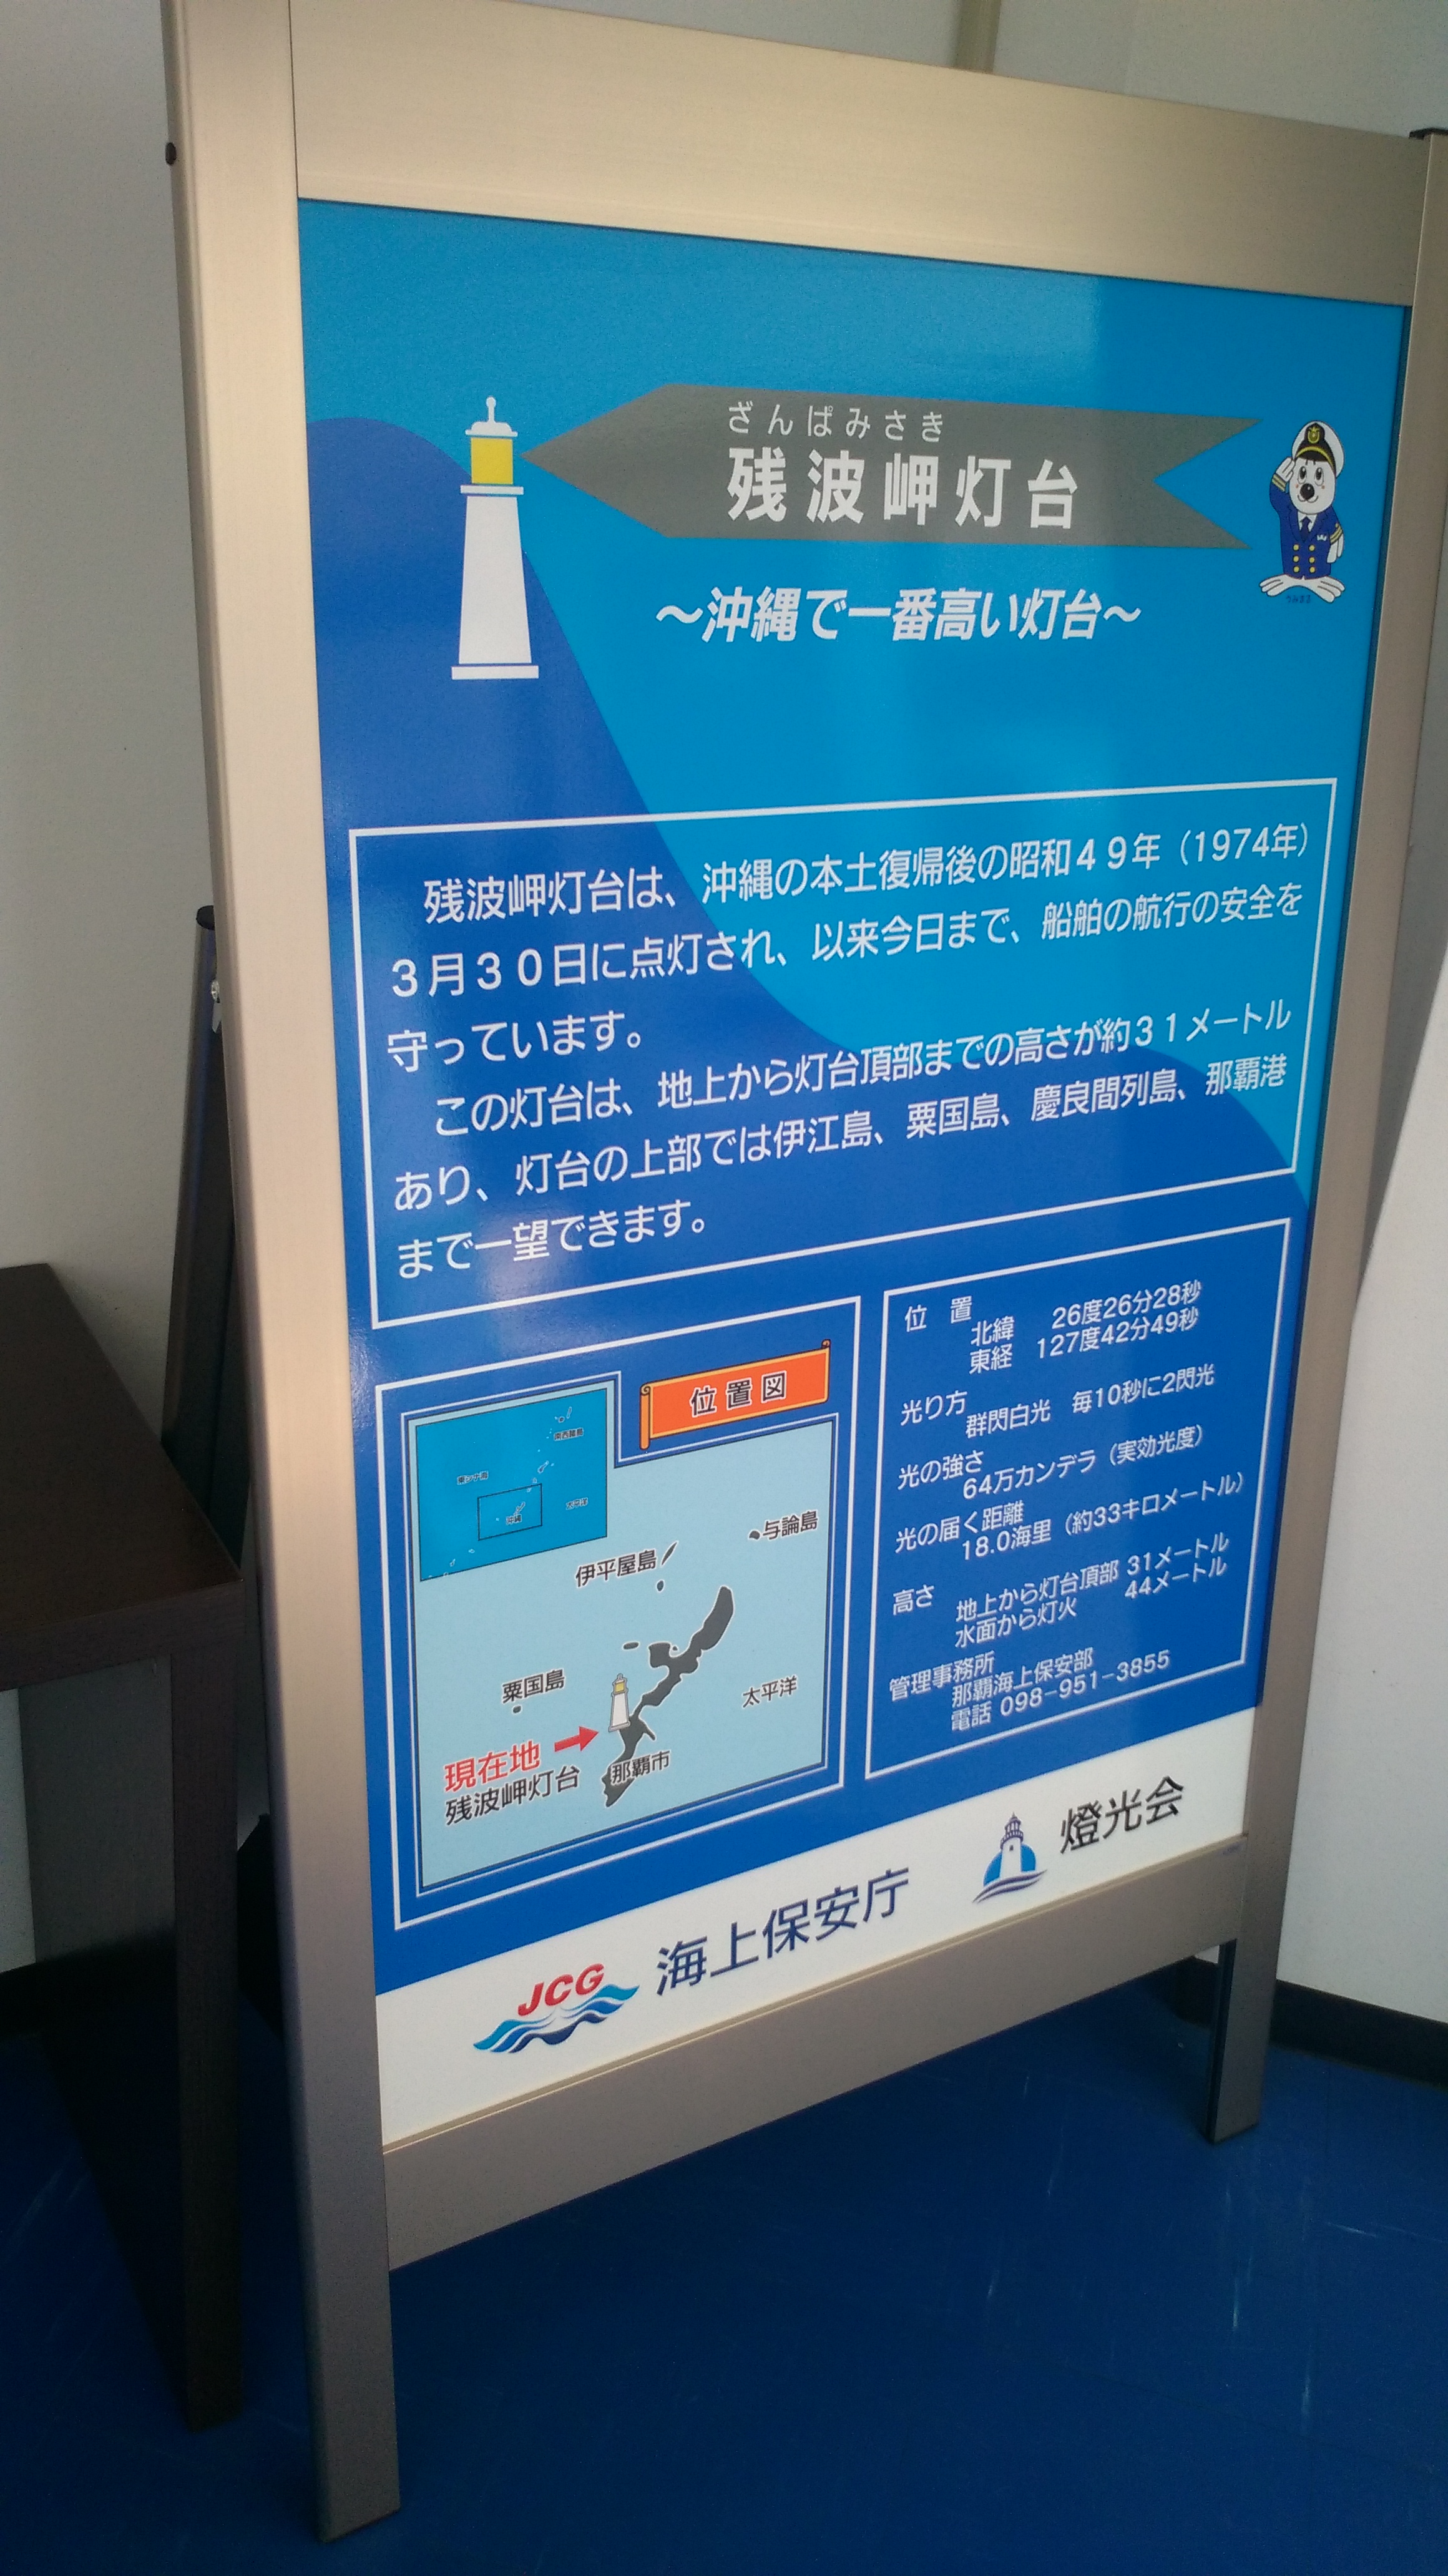 ざんぱみさき
残波岬灯台
～沖縄で一番高い灯台～
残波岬灯台は、沖縄の本土復帰後の昭和４９年（1974年）
３月３０日に点灯され、以来今日まで、船舶の航行の安全を
守っています。
この灯台は、地上から灯台頂部までの高さが約３１メートル
あり、灯台の上部では伊江島、粟国島、慶良間列島、那覇港
まで一望できます。
位置図
南西諸島
東シナ海
太平洋
沖縄
与論島
伊平屋島
粟国島
太平洋
現在地
残波岬灯台
那覇市
位 置
北緯 26度26分28秒
東経 127度42分49秒
光り方
群閃白光 毎10秒に2閃光
光の強さ
64万カンデラ（実効光度）
光の届く距離
18.0海里（約33キロメートル）
高さ
地上から灯台頂部 31メートル
水面から灯火 44メートル
管理事務所
那覇海上保安部
電話 098-951-3855
JCG 海上保安庁
燈光会